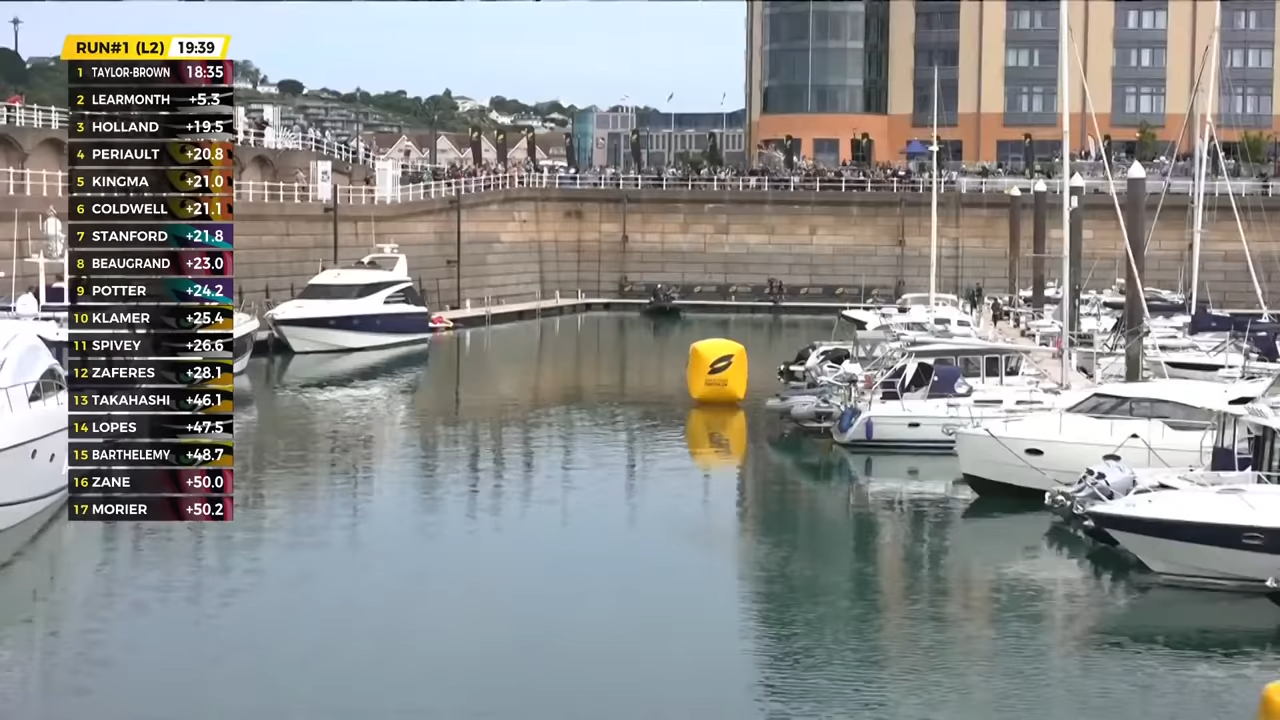 RUN#1 (L2) 19:39
1 TAYLOR-BROWN 18:35
2 LEARMONTH +5.3
3 HOLLAND +19.5
4 PERIAULT +20.8
5 KINGMA +21.0
6 COLDWELL +21.1
7 STANFORD +21.8
8 BEAUGRAND +23.0
9 POTTER +24.2
10 KLAMER +25.4
11 SPIVEY +26.6
12 ZAFERES +28.1
13 TAKAHASHI +46.1
14 LOPES +47.5
15 BARTHELEMY +48.7
16 ZANE +50.0
17 MORIER +50.2